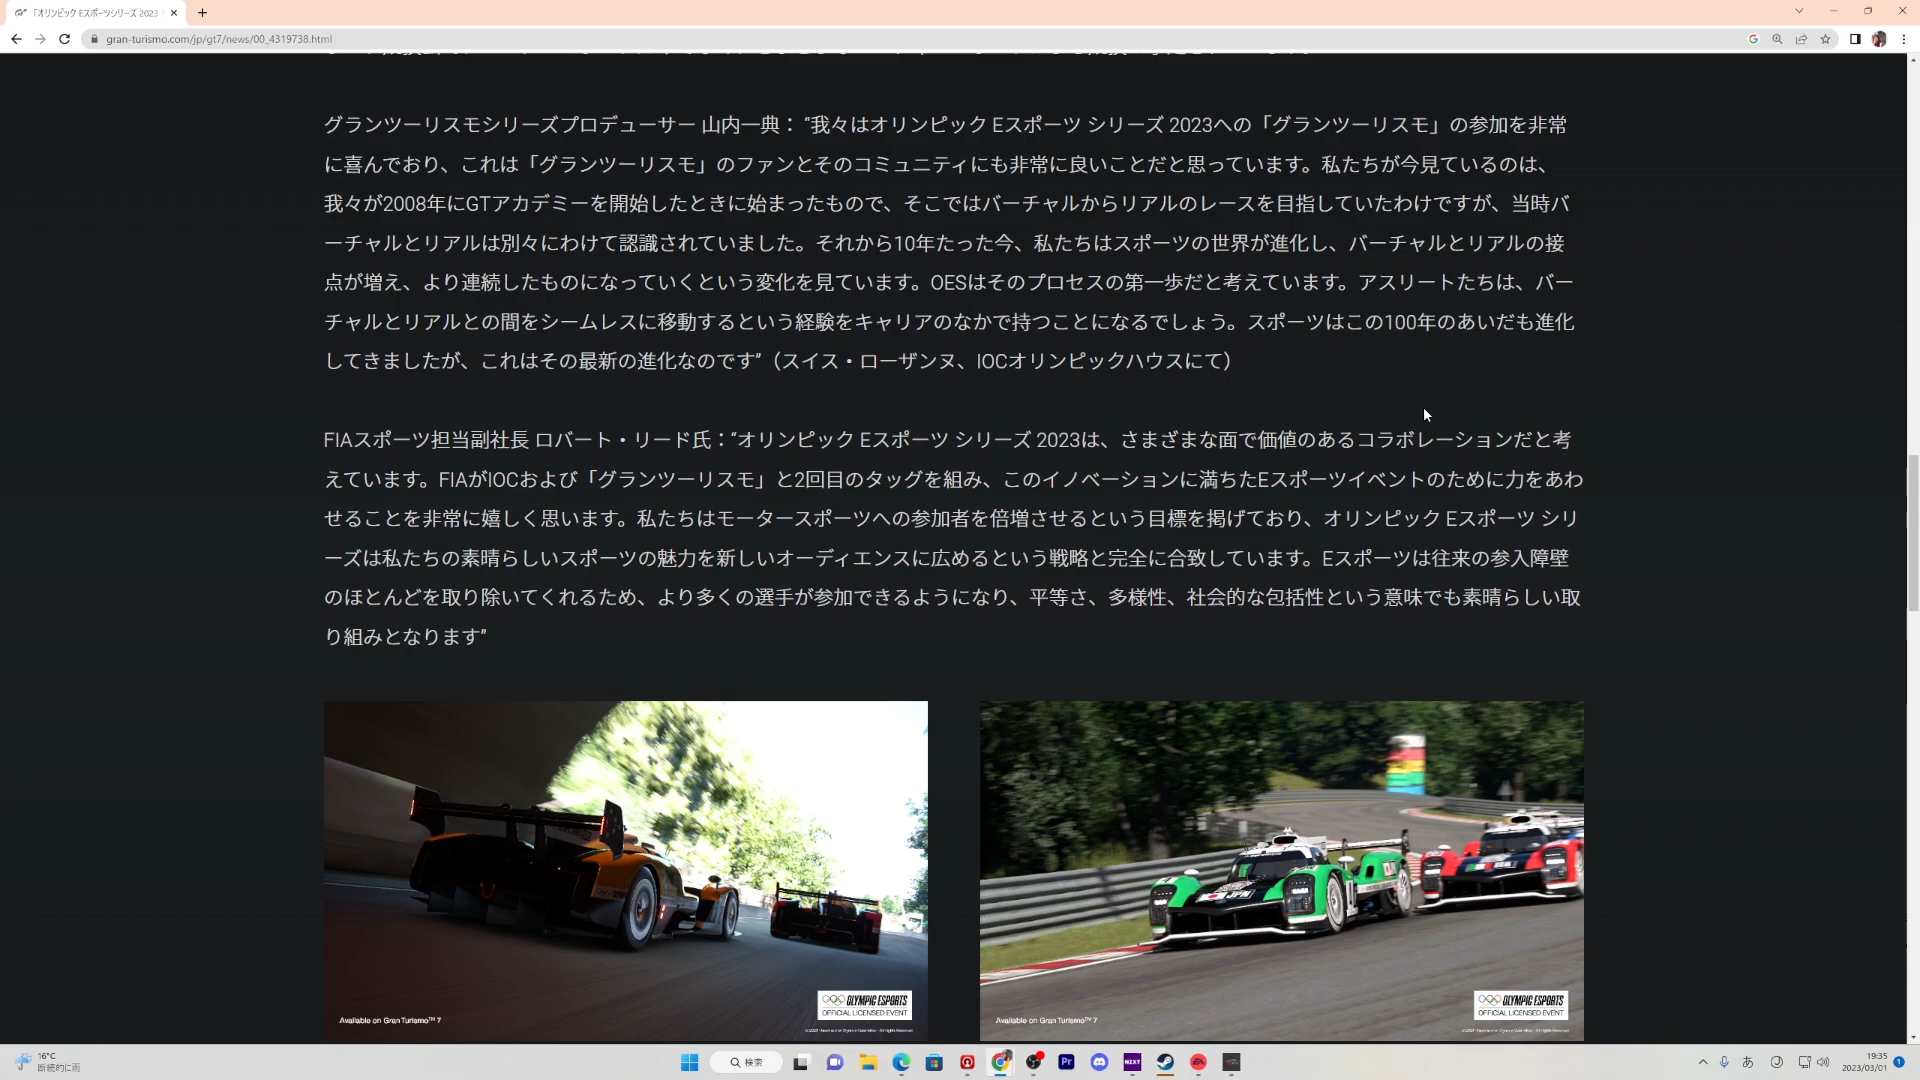 「オリンピック Eスポーツシリーズ 2023
gran-turismo.com/jp/gt7/news/00_4319738.html
グランツーリスモシリーズプロデューサー 山内一典： “我々はオリンピック Eスポーツ シリーズ 2023への「グランツーリスモ」の参加を非常
に喜んでおり、これは「グランツーリスモ」のファンとそのコミュニティにも非常に良いことだと思っています。私たちが今見ているのは、
我々が2008年にGTアカデミーを開始したときに始まったもので、そこではバーチャルからリアルのレースを目指していたわけですが、当時バ
ーチャルとリアルは別々にわけて認識されていました。それから10年たった今、私たちはスポーツの世界が進化し、バーチャルとリアルの接
点が増え、より連続したものになっていくという変化を見ています。OESはそのプロセスの第一歩だと考えています。アスリートたちは、バー
チャルとリアルとの間をシームレスに移動するという経験をキャリアのなかで持つことになるでしょう。スポーツはこの100年のあいだも進化
してきましたが、これはその最新の進化なのです”（スイス・ローザンヌ、IOCオリンピックハウスにて）
FIAスポーツ担当副社長 ロバート・リード氏：“オリンピック Eスポーツ シリーズ 2023は、さまざまな面で価値のあるコラボレーションだと考
えています。FIAがIOCおよび「グランツーリスモ」と2回目のタッグを組み、このイノベーションに満ちたEスポーツイベントのために力をあわ
せることを非常に嬉しく思います。私たちはモータースポーツへの参加者を倍増させるという目標を掲げており、オリンピック Eスポーツ シリ
ーズは私たちの素晴らしいスポーツの魅力を新しいオーディエンスに広めるという戦略と完全に合致しています。Eスポーツは往来の参入障壁
のほとんどを取り除いてくれるため、より多くの選手が参加できるようになり、平等さ、多様性、社会的な包括性という意味でも素晴らしい取
り組みとなります”
OLYMPIC ESPORTS
OFFICIAL LICENSED EVENT
Available on Gran Turismo™ 7
JPN
OLYMPIC ESPORTS
OFFICIAL LICENSED EVENT
Available on Gran Turismo™ 7
16°C
断続的に雨
検索
Pr
NEXT
EA
あ
19:35
2023/03/01
1